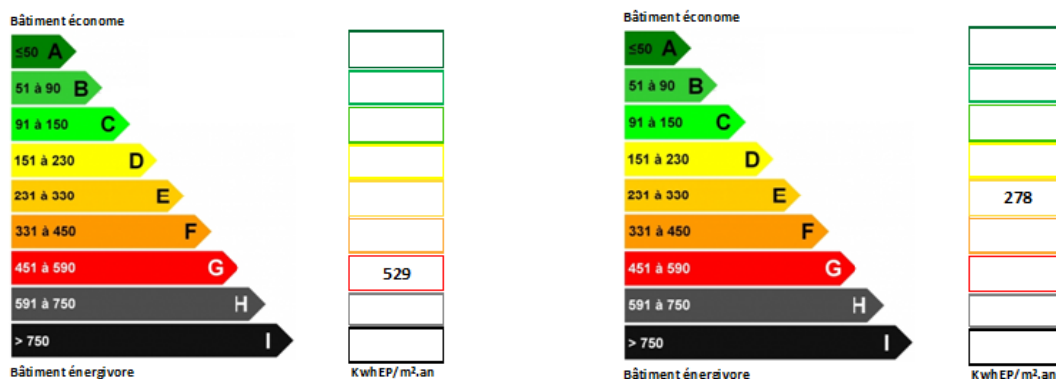 Bâtiment économe
≤50 A
51 à 90 B
91 à 150 C
151 à 230 D
231 à 330 E
331 à 450 F
451 à 590 G 529
591 à 750 H
> 750 I
Bâtiment énergivore KwhEP/m².an
Bâtiment économe
≤50 A
51 à 90 B
91 à 150 C
151 à 230 D
231 à 330 E 278
331 à 450 F
451 à 590 G
591 à 750 H
> 750 I
Bâtiment énergivore KwhEP/m².an